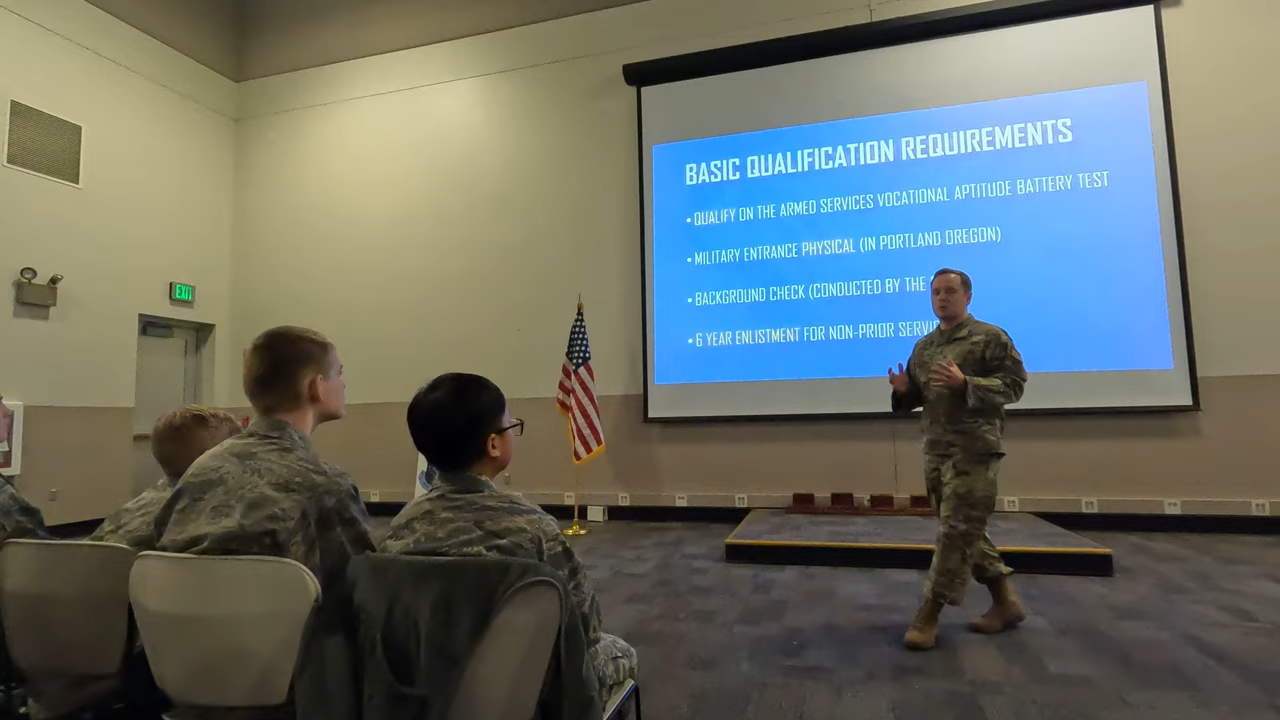 BASIC QUALIFICATION REQUIREMENTS
• QUALIFY ON THE ARMED SERVICES VOCATIONAL APTITUDE BATTERY TEST
• MILITARY ENTRANCE PHYSICAL (IN PORTLAND OREGON)
• BACKGROUND CHECK (CONDUCTED BY THE
• 6 YEAR ENLISTMENT FOR NON-PRIOR
EXIT